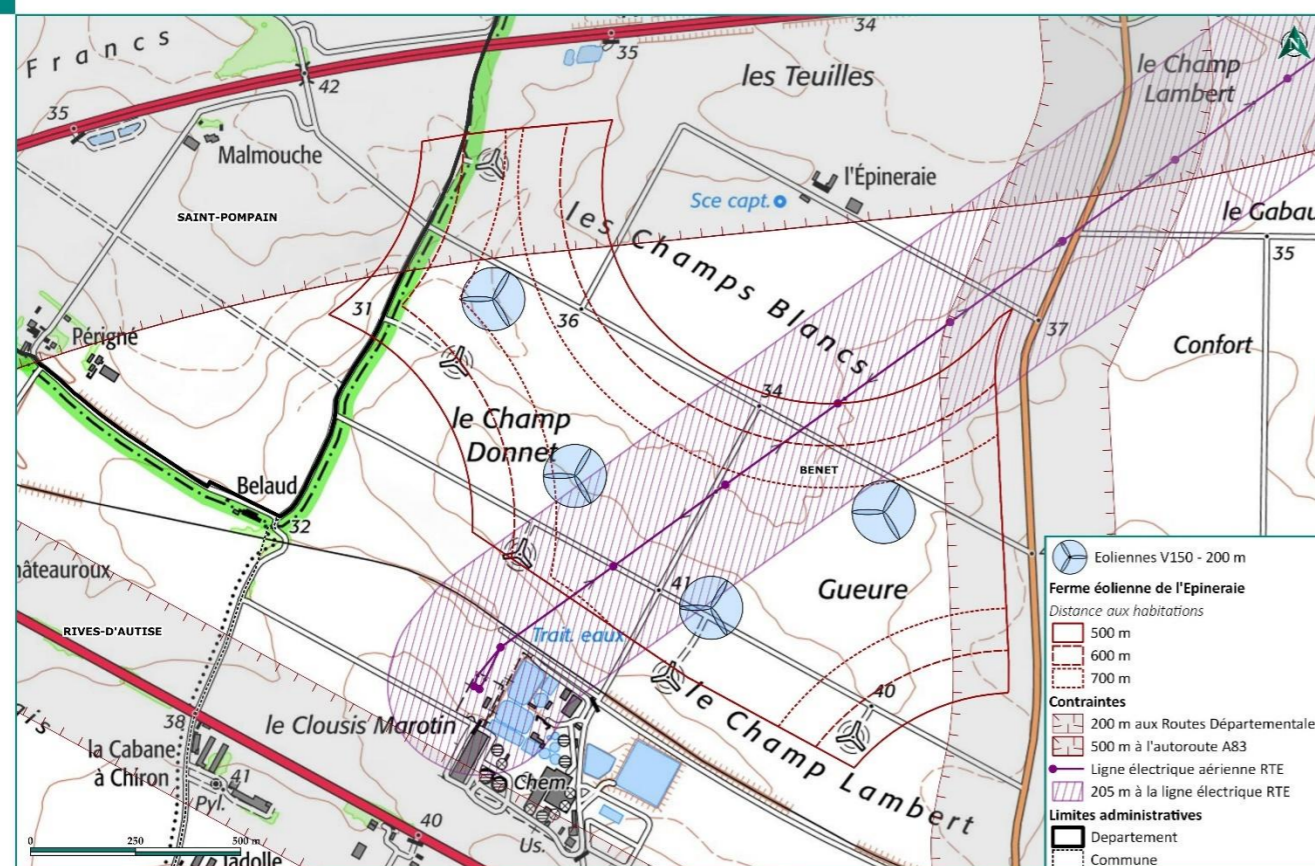 Francs
42
35
35
34
les Teuilles
le Champ
Lambert
Malmouche
SAINT-POMPAIN
l'Épineraie
Sce capt.
les Champs Blancs
le Gabau
35
31
36
37
Périgné
34
Confort
le Champ
Donnet
BENET
Belaud
32
41
Gueure
hâteauroux
RIVES-D'AUTISE
Trait. eaux
40
38
le Clousis Marotin
le Champ Lambert
la Cabane
à Chiron
41
Pyl.
Chem.
40
Us.
Jadolle
0 250 500 m
Eoliennes V150 - 200 m
Ferme éolienne de l'Epineraie
Distance aux habitations
500 m
600 m
700 m
Contraintes
200 m aux Routes Départementale
500 m à l'autoroute A83
Ligne électrique aérienne RTE
205 m à la ligne électrique RTE
Limites administratives
Departement
Commune